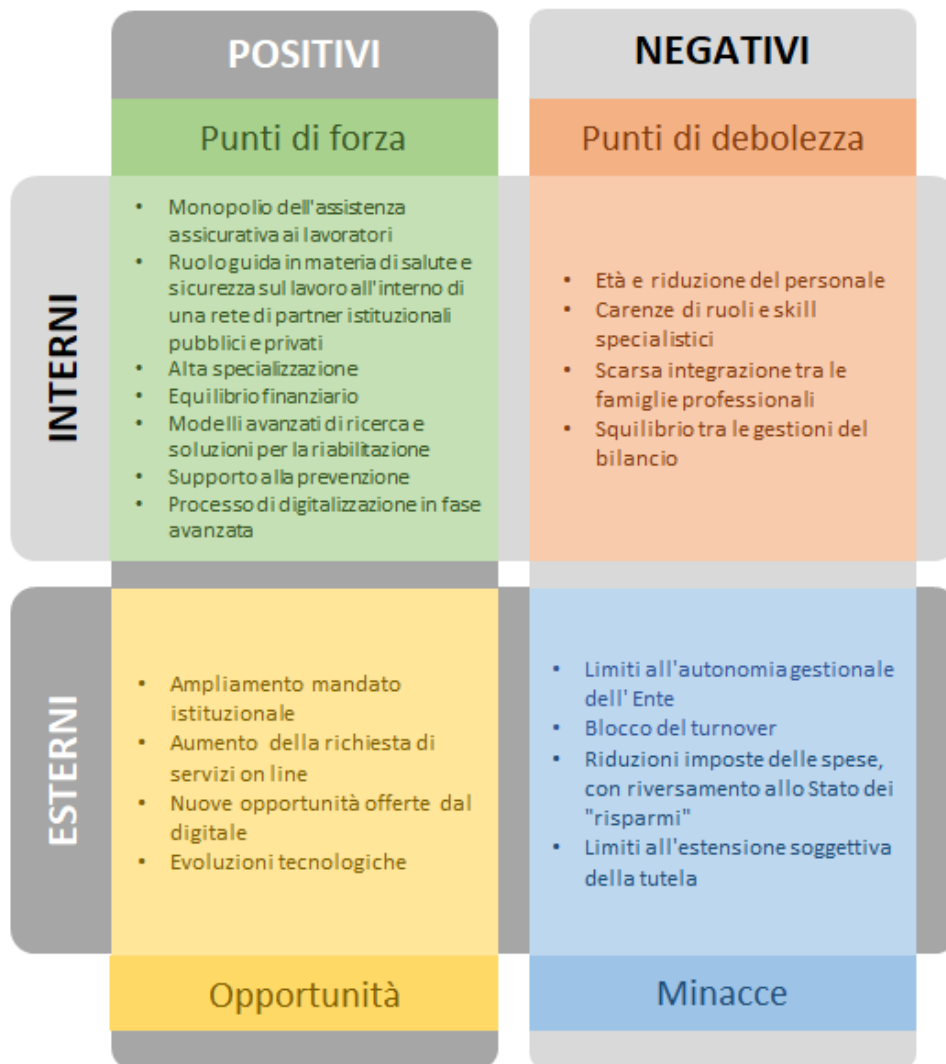 POSITIVI
NEGATIVI
Punti di forza
Punti di debolezza
INTERNI
• Monopolio dell'assistenza
assicurativa ai lavoratori
• Ruolo guida in materia di salute e
sicurezza sul lavoro all'interno di
una rete di partner istituzionali
pubblici e privati
• Alta specializzazione
• Equilibrio finanziario
• Modelli avanzati di ricerca e
soluzioni per la riabilitazione
• Supporto alla prevenzione
• Processo di digitalizzazione in fase
avanzata
• Età e riduzione del personale
• Carenze di ruoli e skill
specialistici
• Scarsa integrazione tra le
famiglie professionali
• Squilibrio tra le gestioni del
bilancio
ESTERNI
• Ampliamento mandato
istituzionale
• Aumento della richiesta di
servizi on line
• Nuove opportunità offerte dal
digitale
• Evoluzioni tecnologiche
• Limiti all'autonomia gestionale
dell' Ente
• Blocco del turnover
• Riduzioni imposte delle spese,
con riversamento allo Stato dei
"risparmi"
• Limiti all'estensione soggettiva
della tutela
Opportunità
Minacce